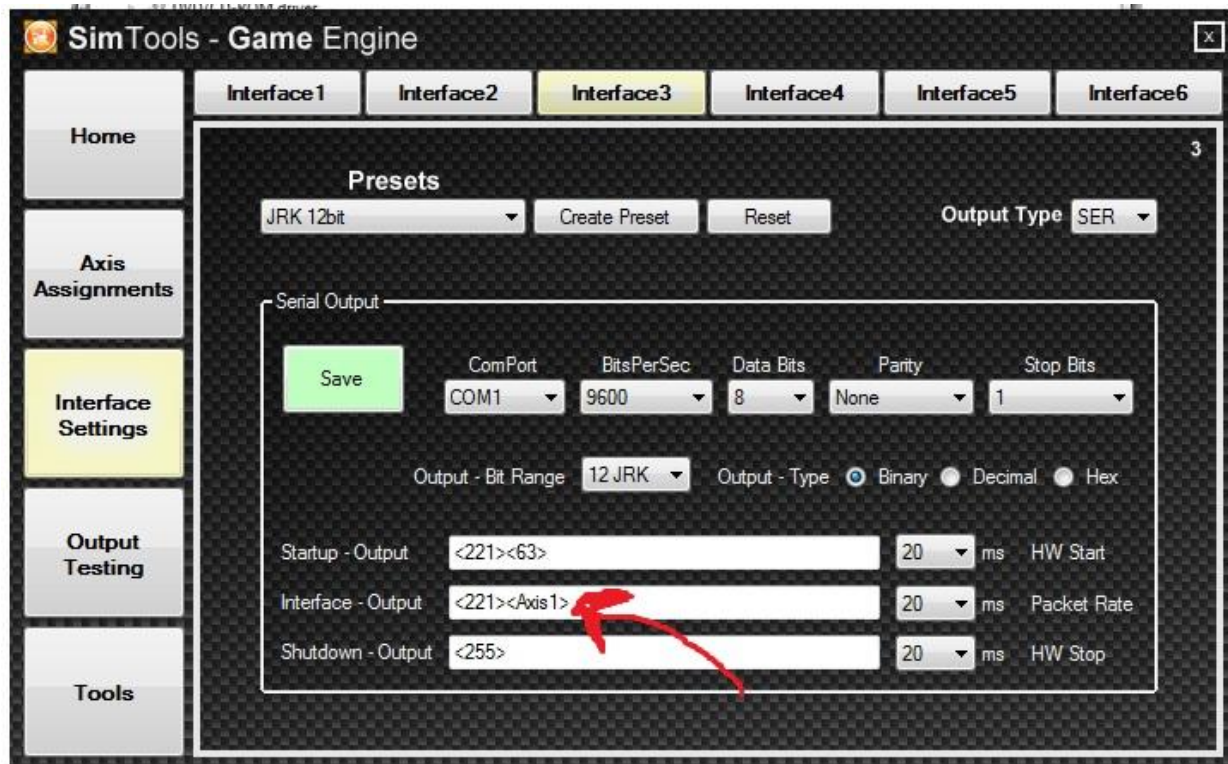 SimTools - Game Engine
x
Interface1 Interface2 Interface3 Interface4 Interface5 Interface6
Home
Axis
Assignments
Interface
Settings
Output
Testing
Tools
3
Presets
JRK 12bit Create Preset Reset Output Type SER
Serial Output
Save
ComPort BitsPerSec Data Bits Parity Stop Bits
COM1 9600 8 None 1
Output - Bit Range 12 JRK Output - Type Binary Decimal Hex
Startup - Output <221><63> 20 ms HW Start
Interface - Output <221><Axis1> 20 ms Packet Rate
Shutdown - Output <255> 20 ms HW Stop